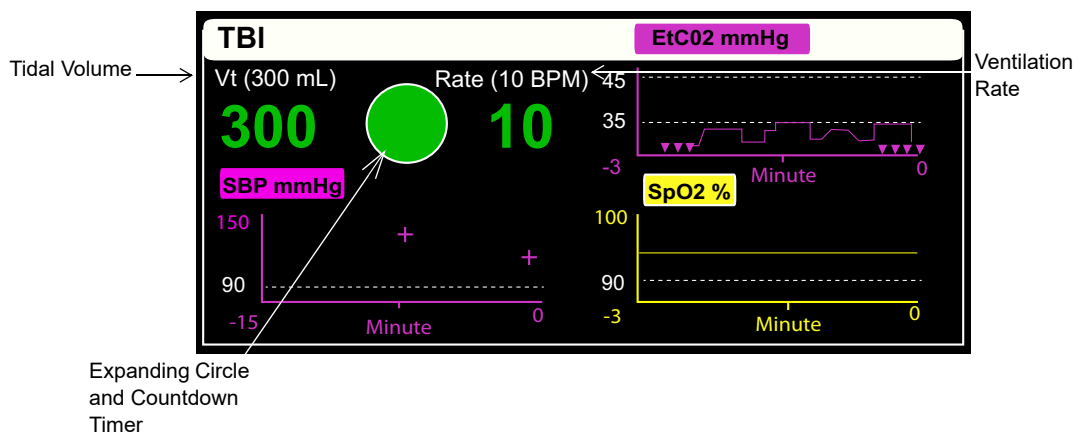 TBI
EtC02 mmHg
Tidal Volume
Vt (300 mL)
Rate (10 BPM)
Ventilation
Rate
300
10
45
35
-3
Minute
0
SBP mmHg
150
90
-15
Minute
0
SpO2 %
100
90
-3
Minute
0
Expanding Circle
and Countdown
Timer